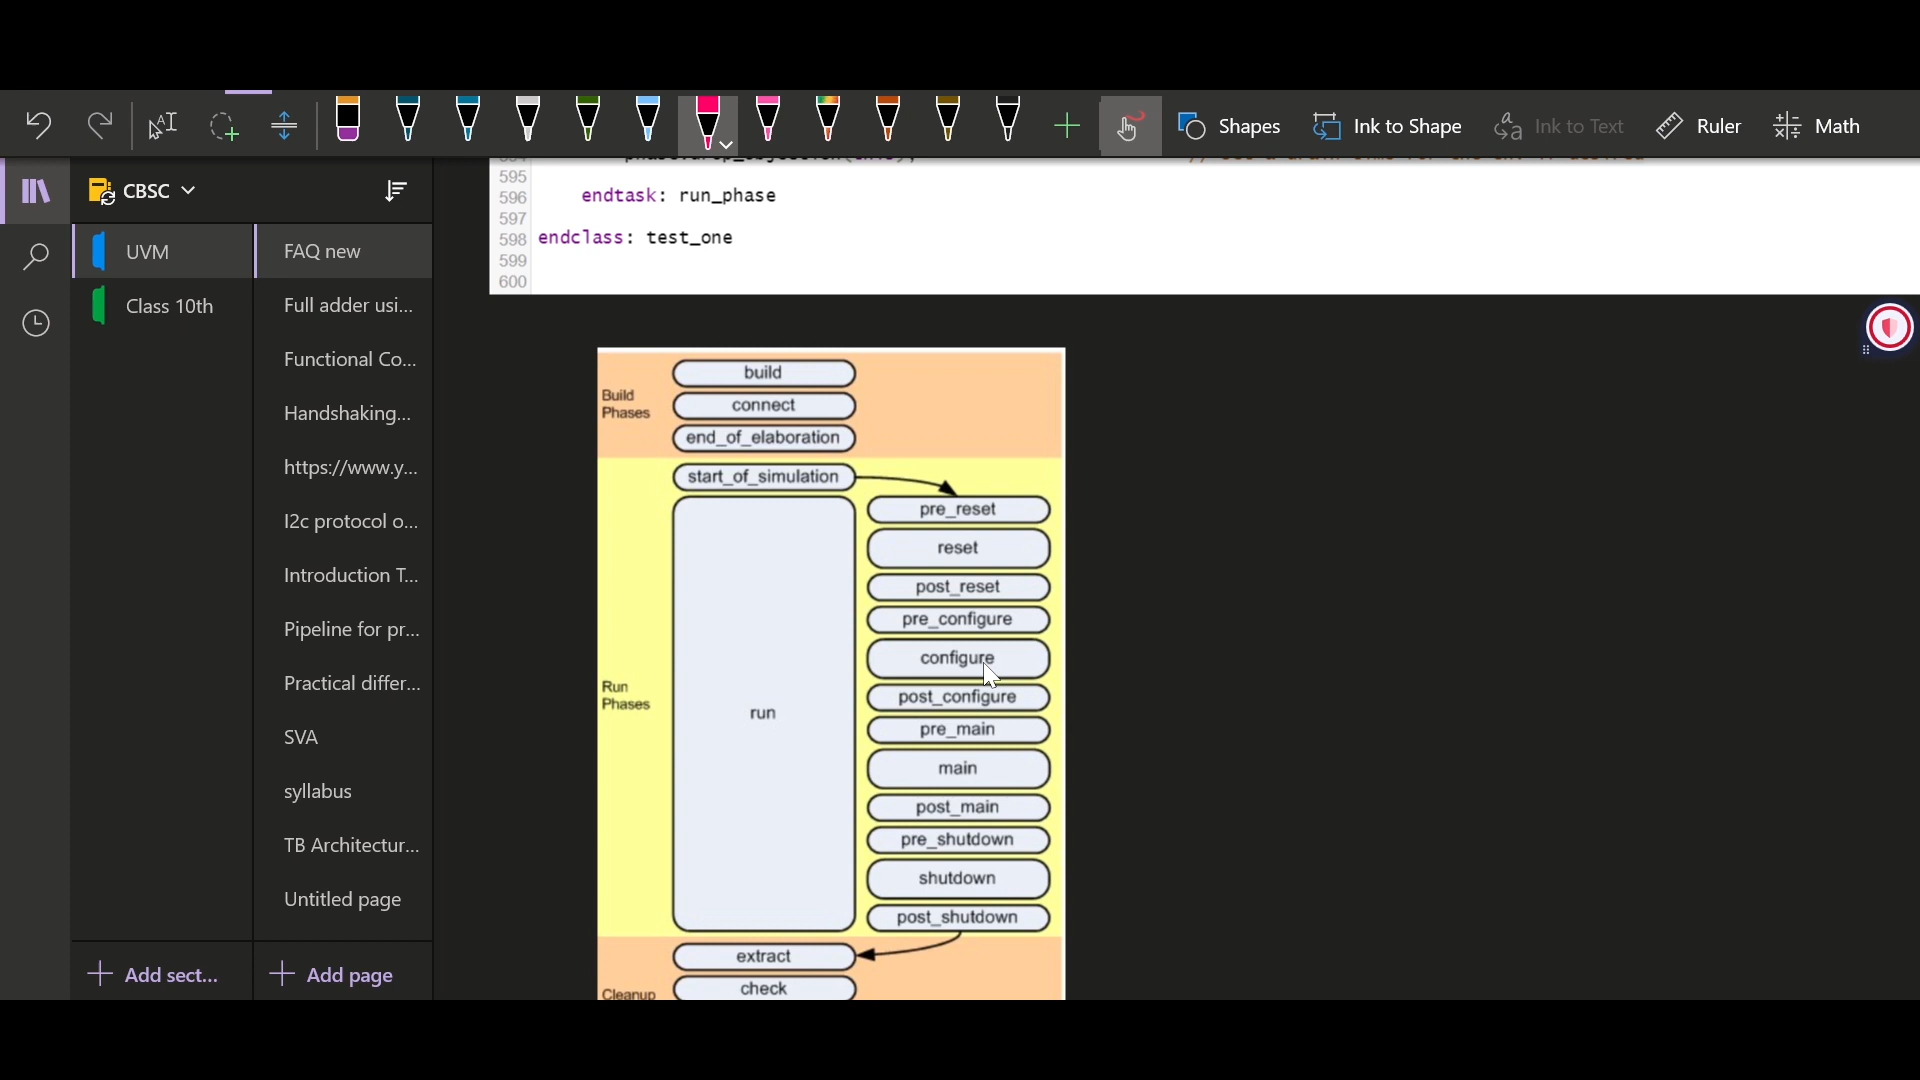 Shapes
Ink to Shape
Ink to Text
Ruler
Math
CBSC
UVM
Class 10th
Add sect...
FAQ new
Full adder usi...
Functional Co...
Handshaking...
https://www.y...
I2c protocol o...
Introduction T...
Pipeline for pr...
Practical differ...
SVA
syllabus
TB Architectur...
Untitled page
Add page
595
596 endtask: run_phase
597
598 endclass: test_one
599
600
Build
Phases
build
connect
end_of_elaboration
start_of_simulation
Run
Phases
run
pre_reset
reset
post_reset
pre_configure
configure
post_configure
pre_main
main
post_main
pre_shutdown
shutdown
post_shutdown
Cleanup
extract
check